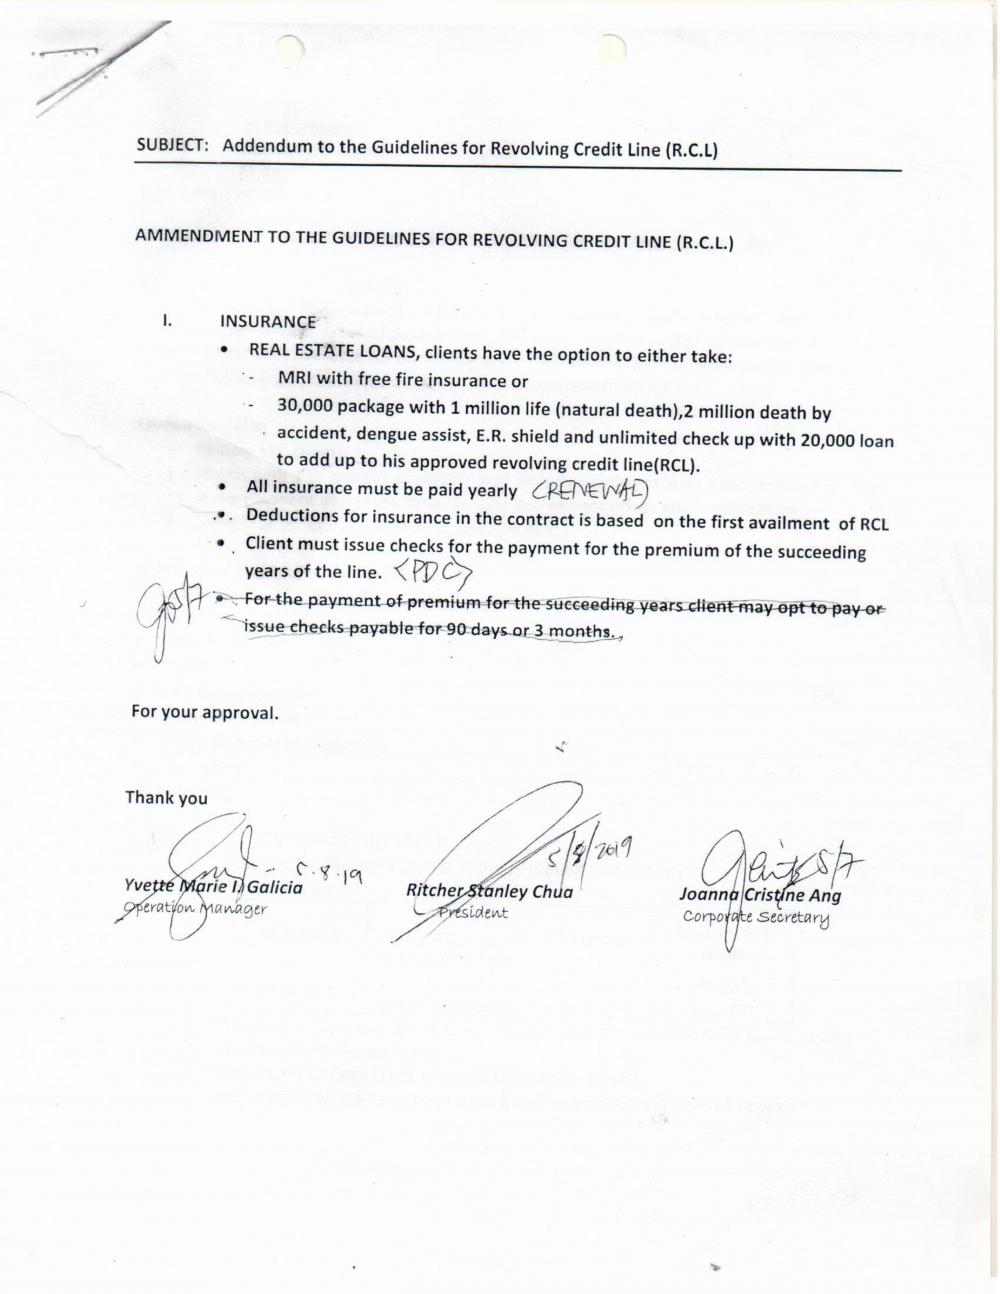 SUBJECT: Addendum to the Guidelines for Revolving Credit Line (R.C.L)
AMMENDMENT TO THE GUIDELINES FOR REVOLVING CREDIT LINE (R.C.L.)
I. INSURANCE
• REAL ESTATE LOANS, clients have the option to either take:
- MRI with free fire insurance or
- 30,000 package with 1 million life (natural death),2 million death by
accident, dengue assist, E.R. shield and unlimited check up with 20,000 loan
to add up to his approved revolving credit line(RCL).
• All insurance must be paid yearly (RENEWAL)
• Deductions for insurance in the contract is based on the first availment of RCL
• Client must issue checks for the payment for the premium of the succeeding
years of the line. <PDC>
5/7 • For the payment of premium for the succeeding years client may opt to pay or
issue checks payable for 90 days or 3 months.
For your approval.
Thank you
5.8.19 5/8/2019 5/7
Yvette Marie I. Galicia Ritcher Stanley Chua Joanna Cristine Ang
Operation Manager President Corporate Secretary